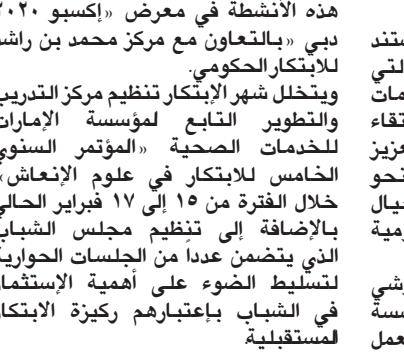 هذه الأنشطة في معرض «إكسبو ٢٠٢٠
دبي» بالتعاون مع مركز محمد بن راشد
للابتكار الحكومي.
ويتخلل شهر الإبتكار تنظيم مركز التدريب
والتطوير التابع لمؤسسة الإمارات
للخدمات الصحية «المؤتمر السنوي
الخامس للابتكار في علوم الإنعاش»
خلال الفترة من ١٥ إلى ١٧ فبراير الحالي
بالإضافة إلى تنظيم مجلس الشباب
الذي يتضمن عدداً من الجلسات الحوارية
لتسليط الضوء على أهمية الإستثمار
في الشباب بإعتبارهم ركيزة الابتكار
المستقبلية.